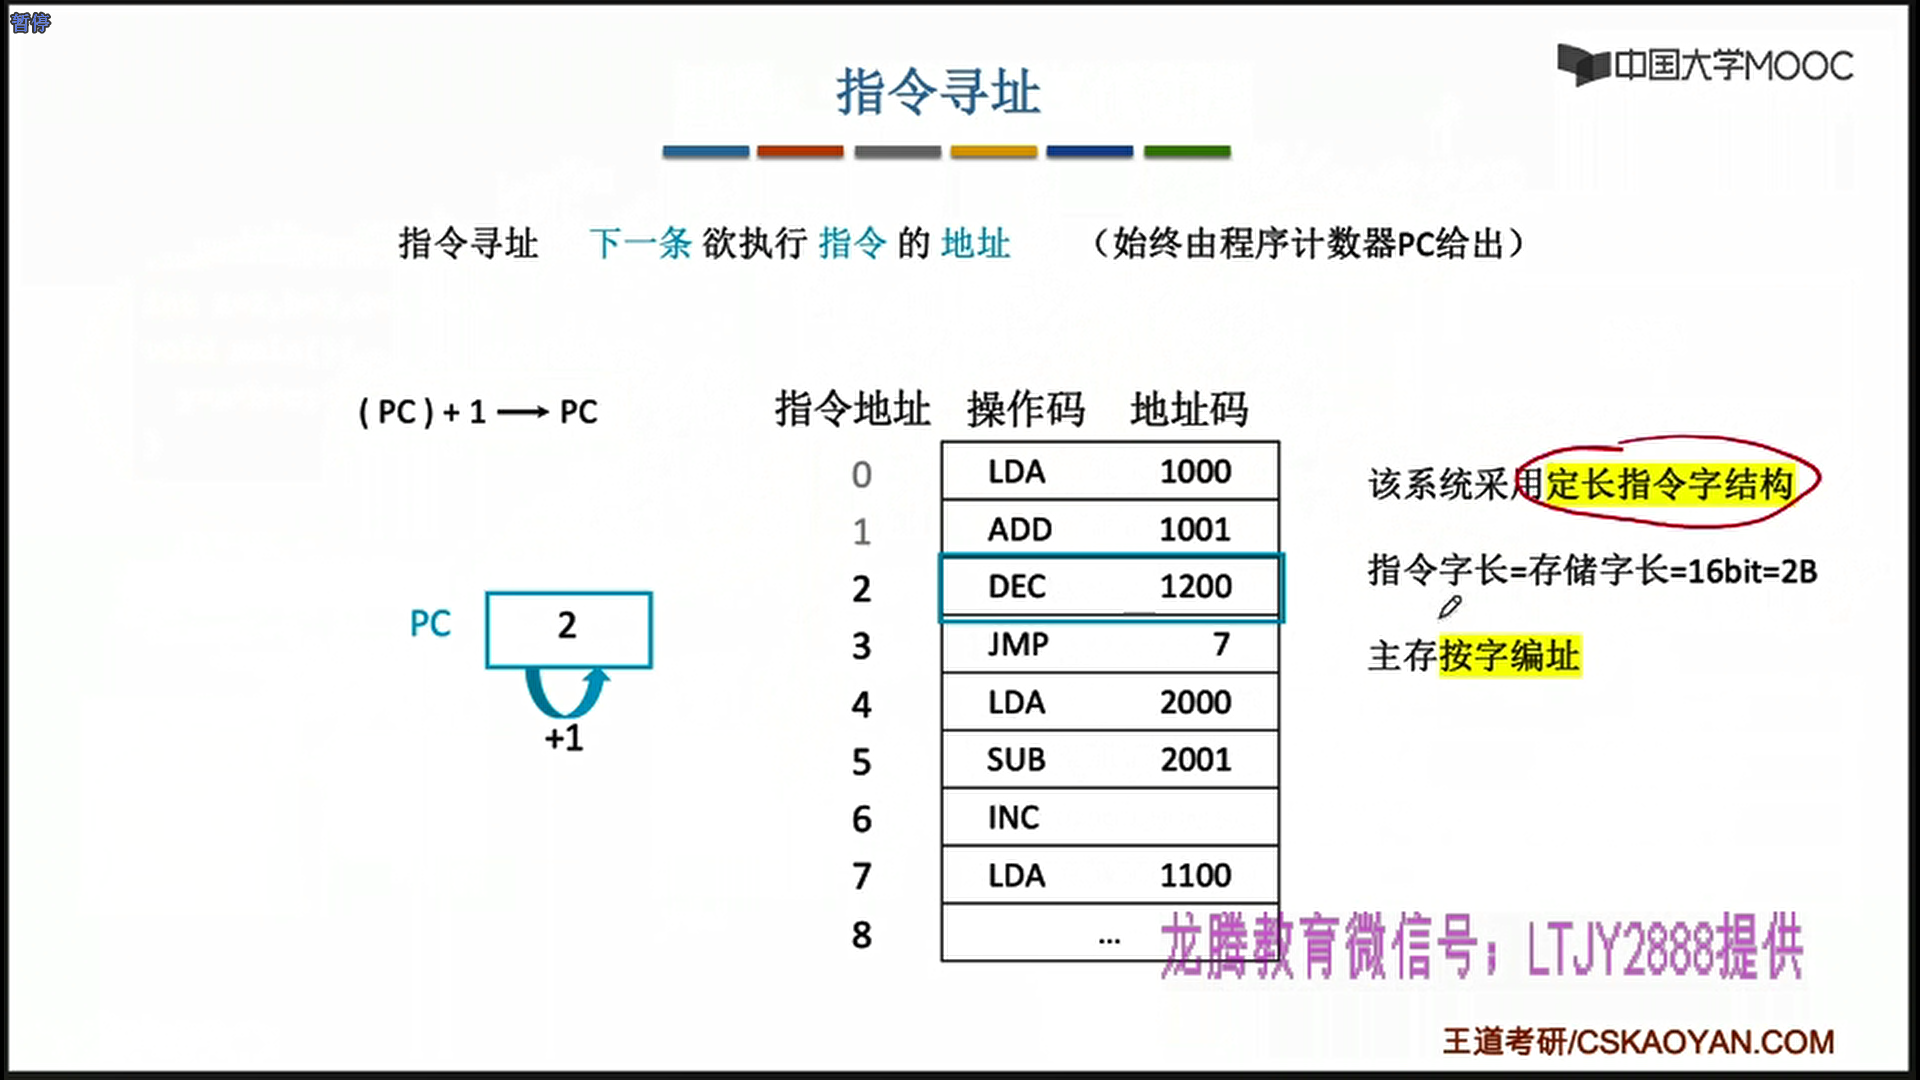 暂停
中国大学MOOC
指令寻址
指令寻址 下一条 欲执行 指令 的 地址 （始终由程序计数器PC给出）
( PC ) + 1 → PC
指令地址 操作码 地址码
0 LDA 1000
1 ADD 1001
2 DEC 1200
3 JMP 7
4 LDA 2000
5 SUB 2001
6 INC
7 LDA 1100
8 ...
PC 2
+1
该系统采用定长指令字结构
指令字长=存储字长=16bit=2B
主存按字编址
龙腾教育微信号；LTJY2888提供
王道考研/CSKAOYAN.COM